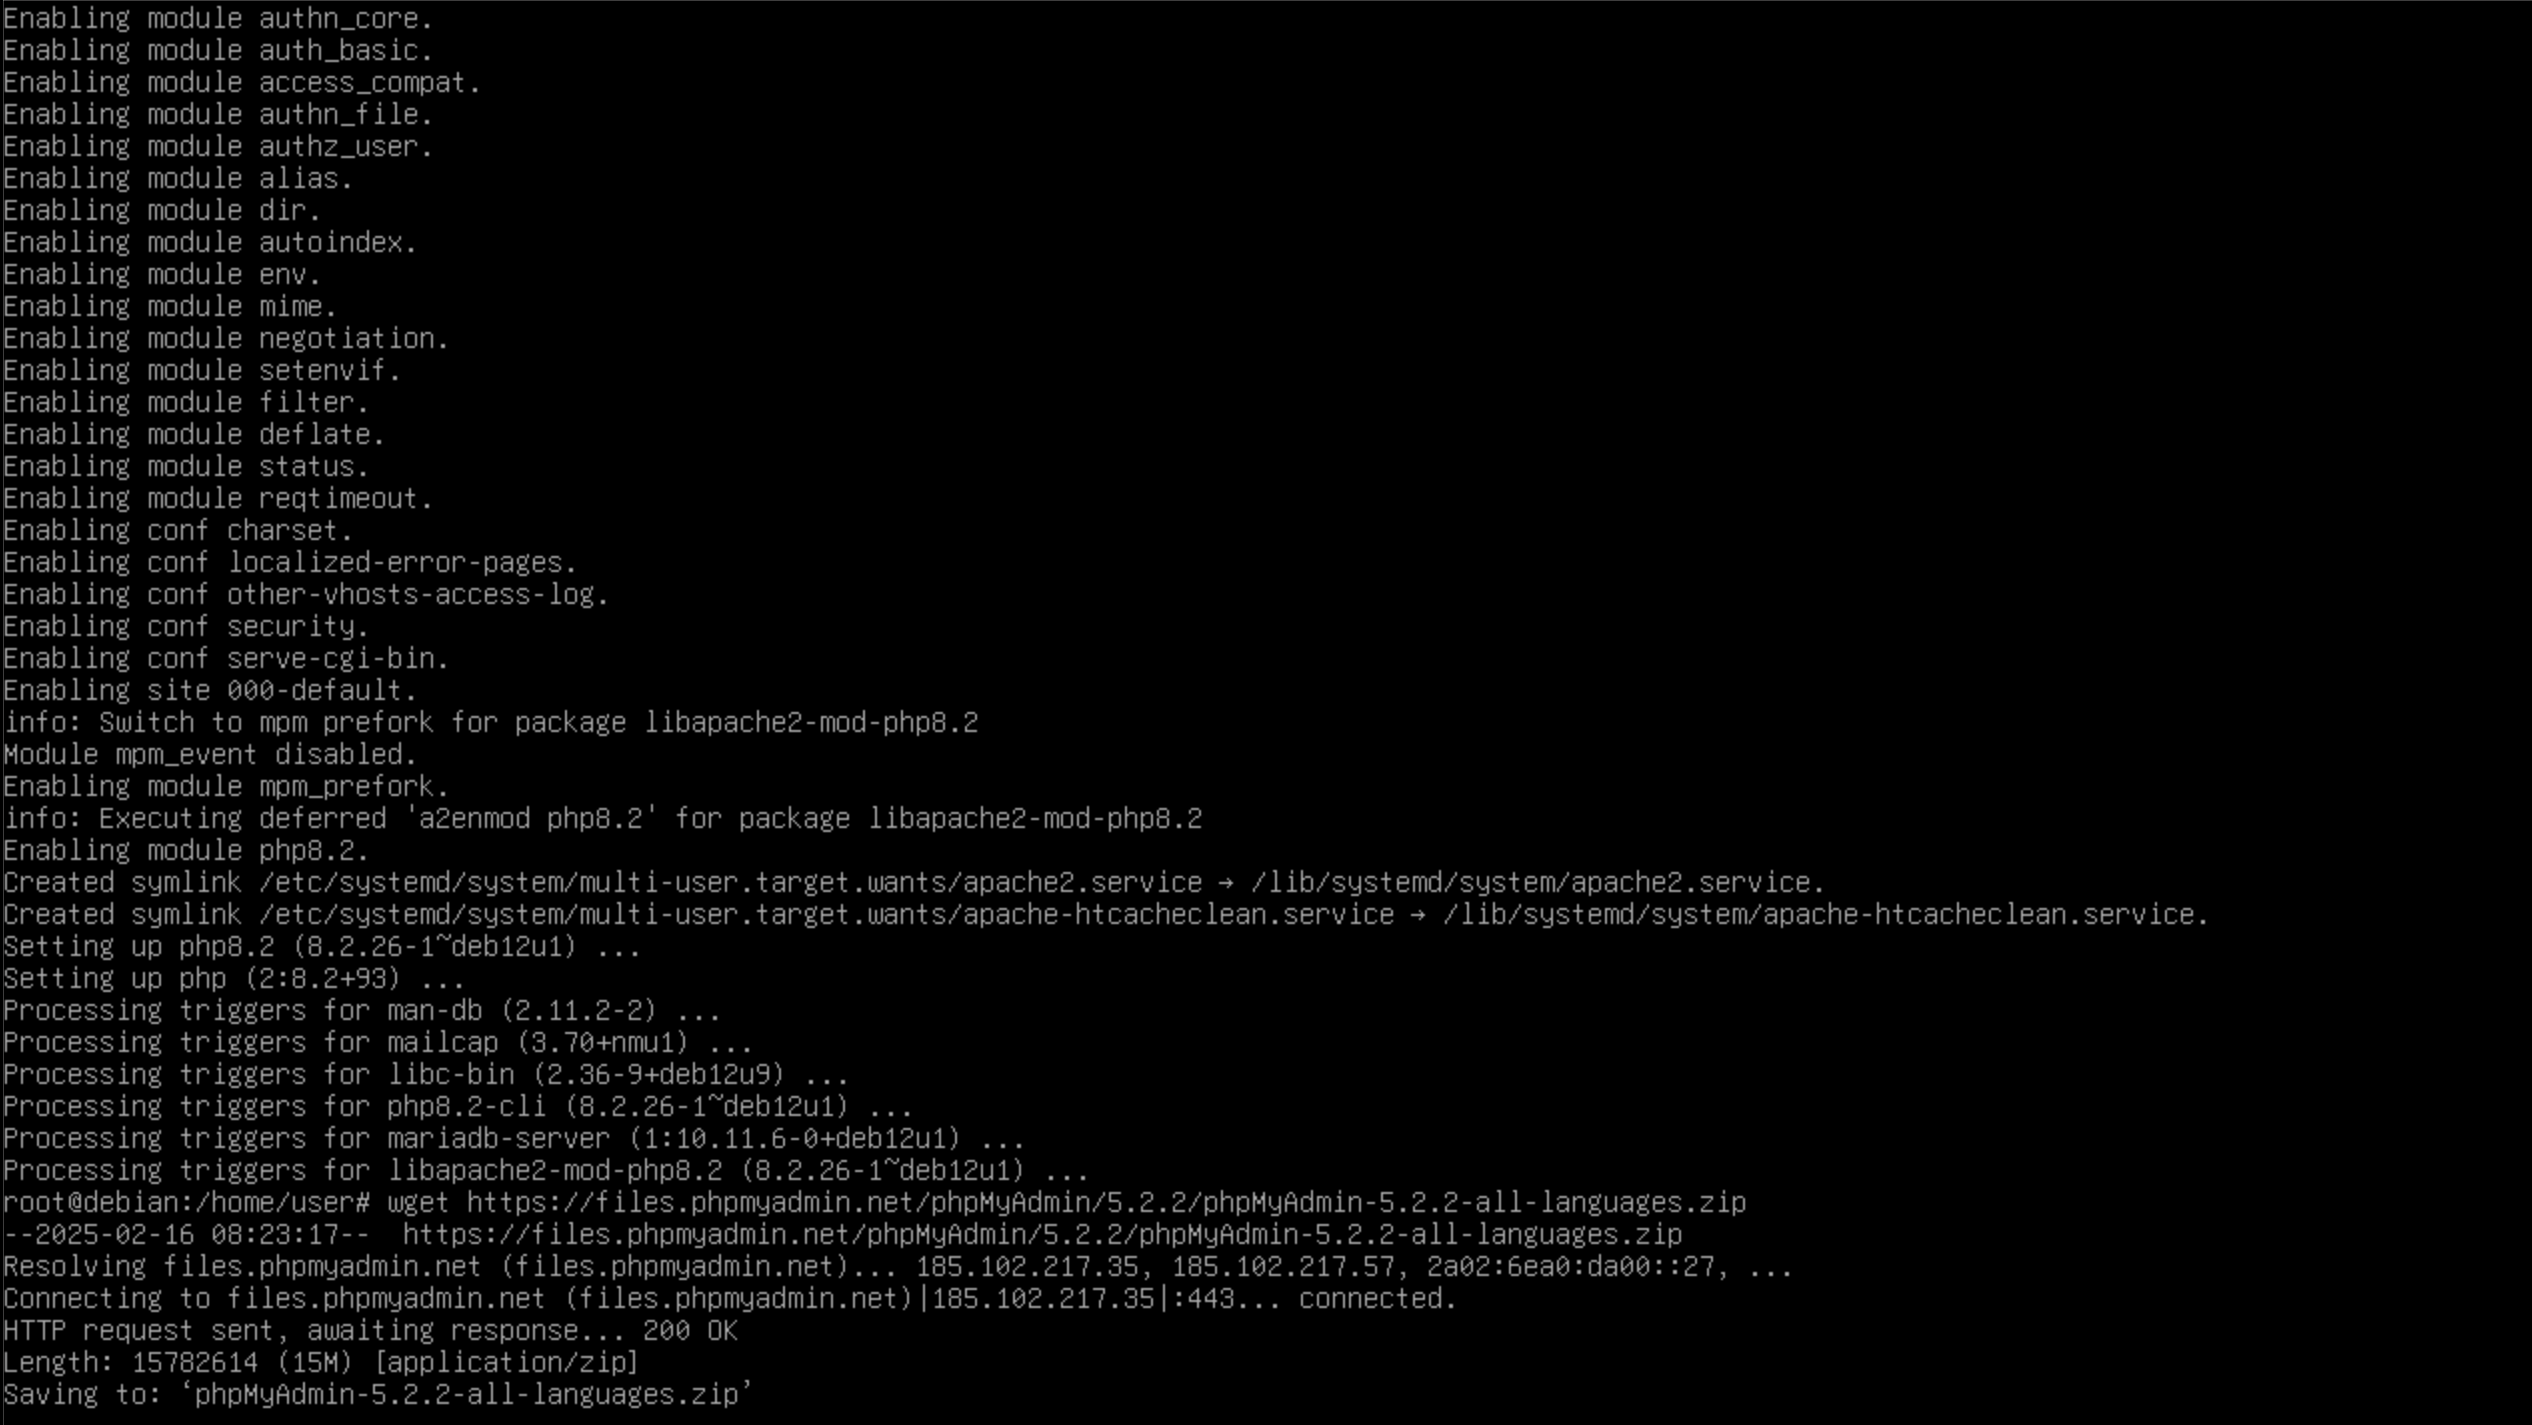 Enabling module authn_core.
Enabling module auth_basic.
Enabling module access_compat.
Enabling module authn_file.
Enabling module authz_user.
Enabling module alias.
Enabling module dir.
Enabling module autoindex.
Enabling module env.
Enabling module mime.
Enabling module negotiation.
Enabling module setenvif.
Enabling module filter.
Enabling module deflate.
Enabling module status.
Enabling module reqtimeout.
Enabling conf charset.
Enabling conf localized-error-pages.
Enabling conf other-vhosts-access-log.
Enabling conf security.
Enabling conf serve-cgi-bin.
Enabling site 000-default.
info: Switch to mpm prefork for package libapache2-mod-php8.2
Module mpm_event disabled.
Enabling module mpm_prefork.
info: Executing deferred 'a2enmod php8.2' for package libapache2-mod-php8.2
Enabling module php8.2.
Created symlink /etc/systemd/system/multi-user.target.wants/apache2.service → /lib/systemd/system/apache2.service.
Created symlink /etc/systemd/system/multi-user.target.wants/apache-htcacheclean.service → /lib/systemd/system/apache-htcacheclean.service.
Setting up php8.2 (8.2.26-1~deb12u1) ...
Setting up php (2:8.2+93) ...
Processing triggers for man-db (2.11.2-2) ...
Processing triggers for mailcap (3.70+nmu1) ...
Processing triggers for libc-bin (2.36-9+deb12u9) ...
Processing triggers for php8.2-cli (8.2.26-1~deb12u1) ...
Processing triggers for mariadb-server (1:10.11.6-0+deb12u1) ...
Processing triggers for libapache2-mod-php8.2 (8.2.26-1~deb12u1) ...
root@debian:/home/user# wget https://files.phpmyadmin.net/phpMyAdmin/5.2.2/phpMyAdmin-5.2.2-all-languages.zip
--2025-02-16 08:23:17--  https://files.phpmyadmin.net/phpMyAdmin/5.2.2/phpMyAdmin-5.2.2-all-languages.zip
Resolving files.phpmyadmin.net (files.phpmyadmin.net)... 185.102.217.35, 185.102.217.57, 2a02:6ea0:da00::27, ...
Connecting to files.phpmyadmin.net (files.phpmyadmin.net)|185.102.217.35|:443... connected.
HTTP request sent, awaiting response... 200 OK
Length: 15782614 (15M) [application/zip]
Saving to: ‘phpMyAdmin-5.2.2-all-languages.zip’